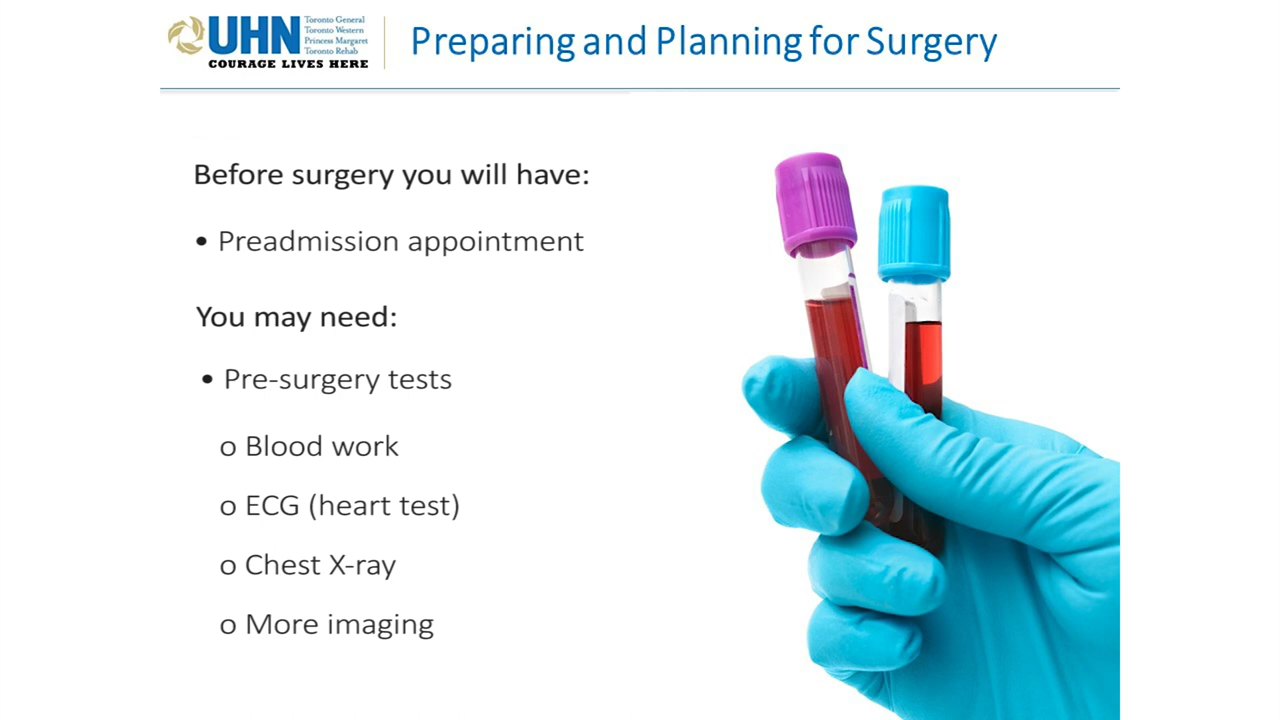 UHN
Toronto General
Toronto Western
Princess Margaret
Toronto Rehab
COURAGE LIVES HERE
Preparing and Planning for Surgery
Before surgery you will have:
• Preadmission appointment
You may need:
• Pre-surgery tests
o Blood work
o ECG (heart test)
o Chest X-ray
o More imaging